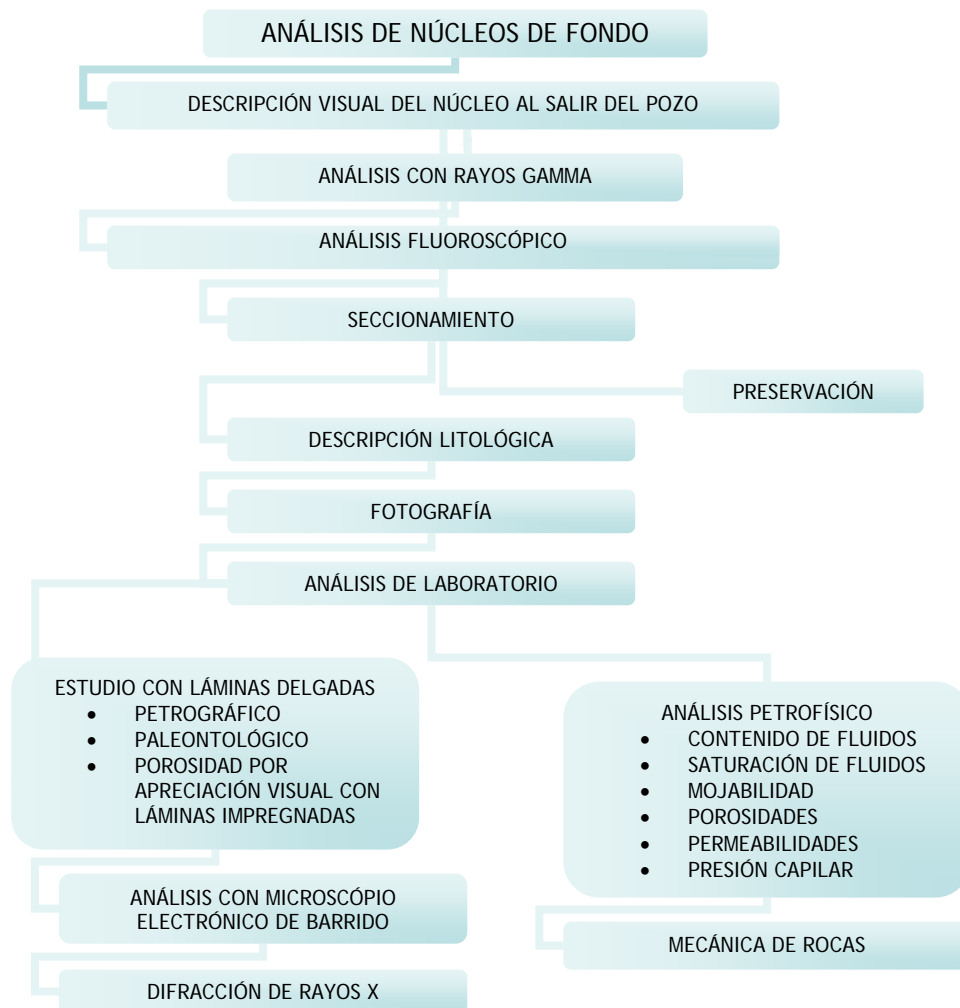 ANÁLISIS DE NÚCLEOS DE FONDO
DESCRIPCIÓN VISUAL DEL NÚCLEO AL SALIR DEL POZO
ANÁLISIS CON RAYOS GAMMA
ANÁLISIS FLUOROSCÓPICO
SECCIONAMIENTO
PRESERVACIÓN
DESCRIPCIÓN LITOLÓGICA
FOTOGRAFÍA
ANÁLISIS DE LABORATORIO
ESTUDIO CON LÁMINAS DELGADAS
• PETROGRÁFICO
• PALEONTOLÓGICO
• POROSIDAD POR
APRECIACIÓN VISUAL CON
LÁMINAS IMPREGNADAS
ANÁLISIS CON MICROSCÓPIO
ELECTRÓNICO DE BARRIDO
DIFRACCIÓN DE RAYOS X
ANÁLISIS PETROFÍSICO
• CONTENIDO DE FLUIDOS
• SATURACIÓN DE FLUIDOS
• MOJABILIDAD
• POROSIDADES
• PERMEABILIDADES
• PRESIÓN CAPILAR
MECÁNICA DE ROCAS